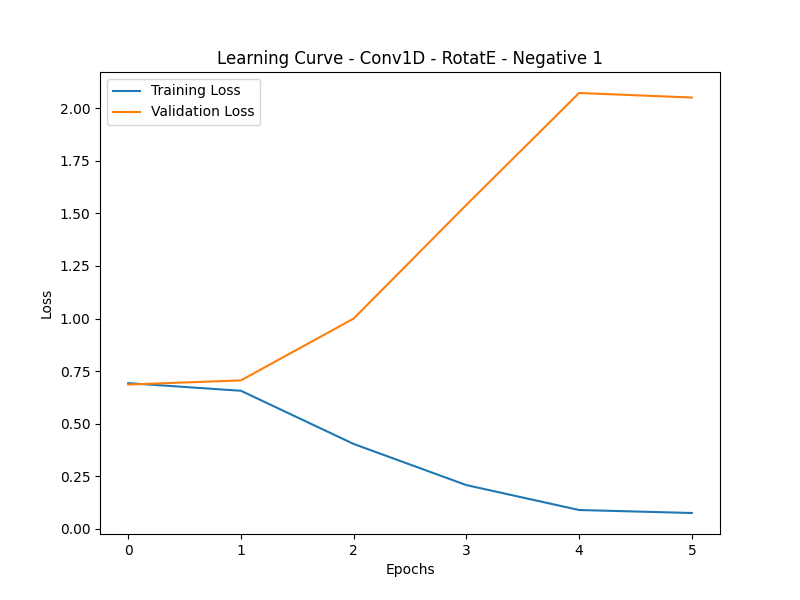 Learning Curve - Conv1D - RotatE - Negative 1
Training Loss
Validation Loss
2.00
1.75
1.50
1.25
1.00
0.75
0.50
0.25
0.00
Loss
0 1 2 3 4 5
Epochs